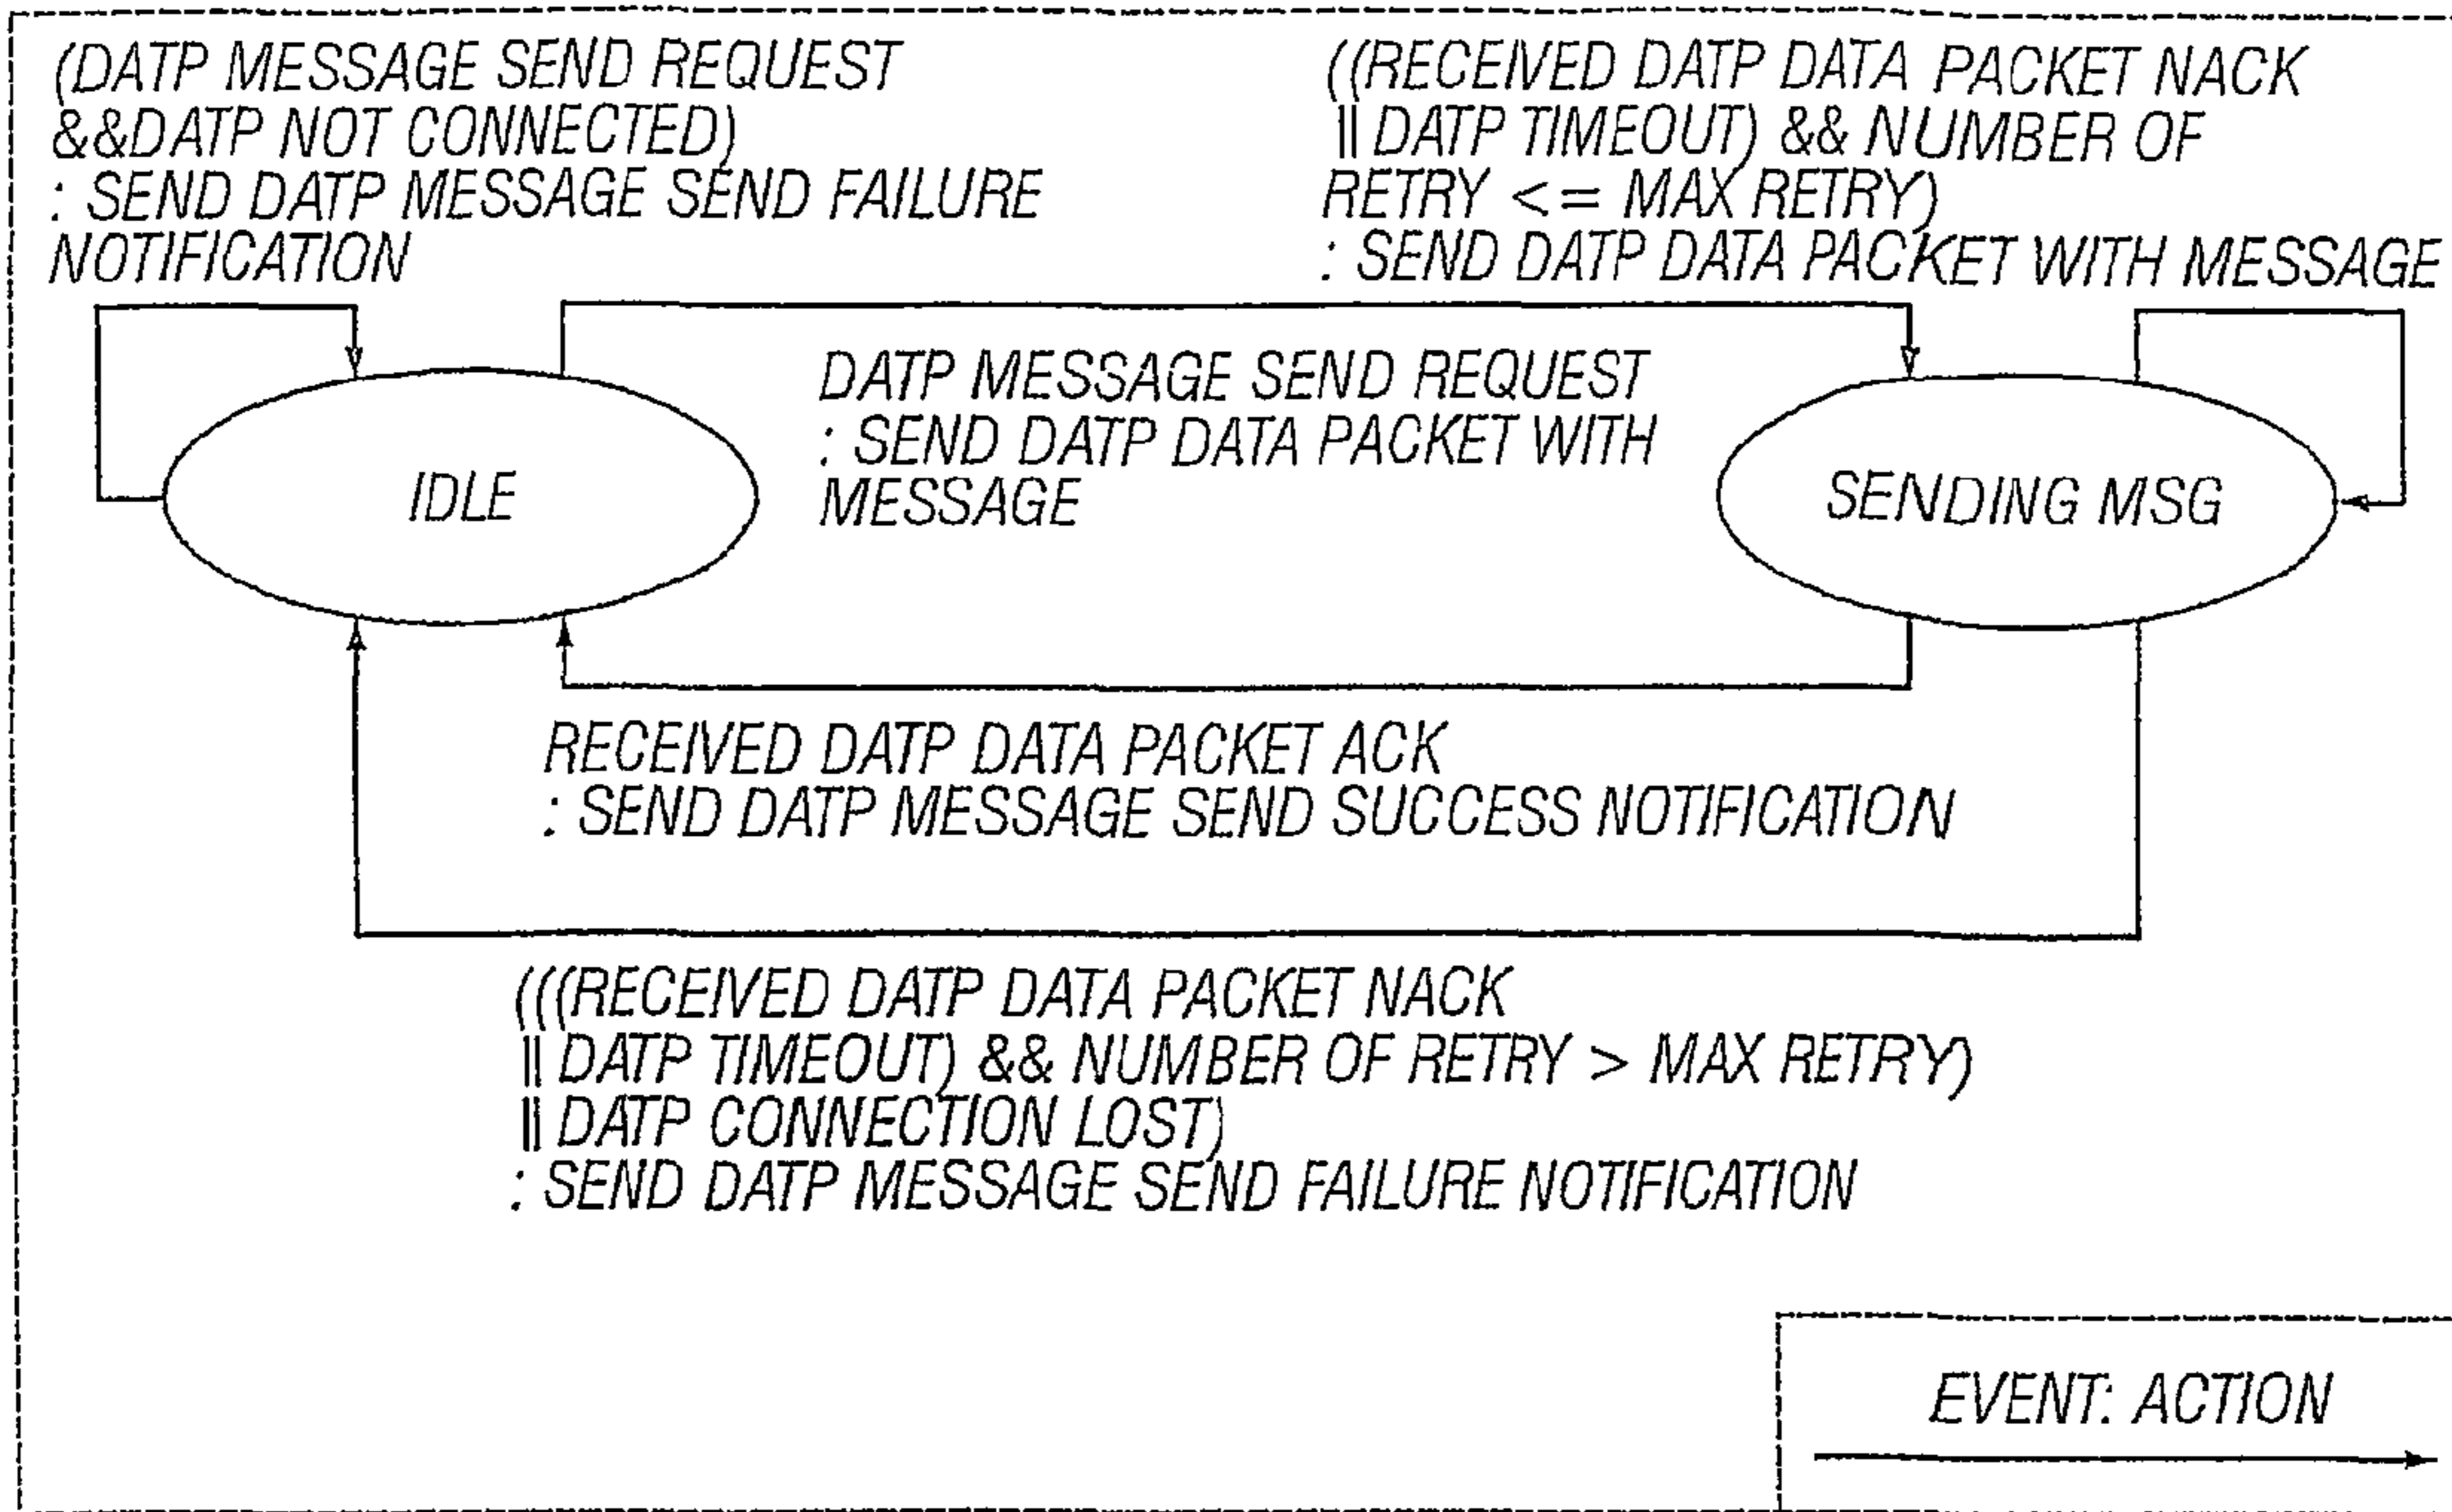 (DATP MESSAGE SEND REQUEST
&&DATP NOT CONNECTED)
: SEND DATP MESSAGE SEND FAILURE
NOTIFICATION
((RECEIVED DATP DATA PACKET NACK
|| DATP TIMEOUT) && NUMBER OF
RETRY <= MAX RETRY)
: SEND DATP DATA PACKET WITH MESSAGE
DATP MESSAGE SEND REQUEST
: SEND DATP DATA PACKET WITH
MESSAGE
IDLE
SENDING MSG
RECEIVED DATP DATA PACKET ACK
: SEND DATP MESSAGE SEND SUCCESS NOTIFICATION
(((RECEIVED DATP DATA PACKET NACK
|| DATP TIMEOUT) && NUMBER OF RETRY > MAX RETRY)
|| DATP CONNECTION LOST)
: SEND DATP MESSAGE SEND FAILURE NOTIFICATION
EVENT: ACTION